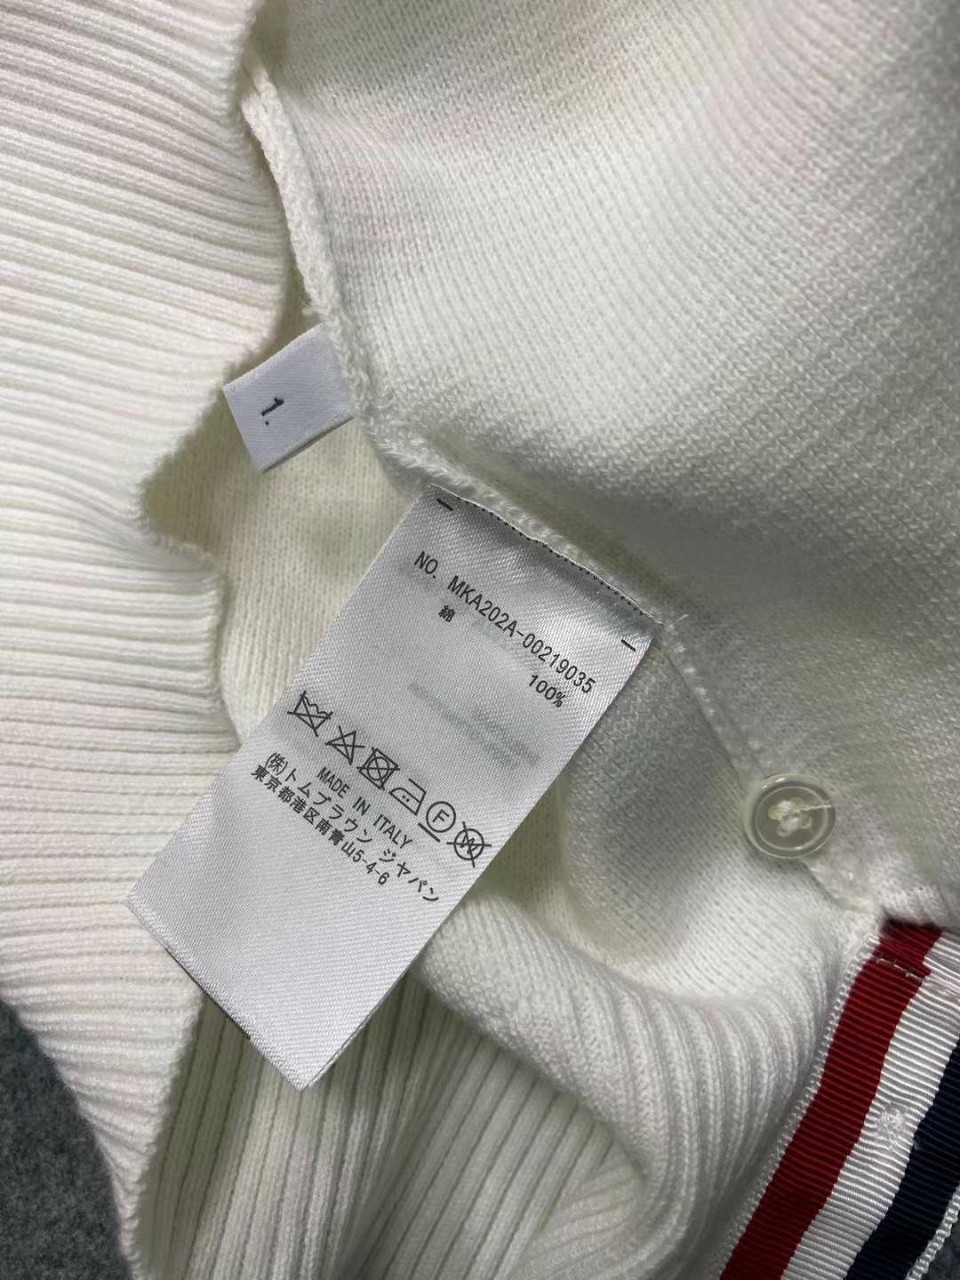 1.
NO. MKA202A-00219035
綿 100%
F
W
MADE IN ITALY
(株)トムブラウン ジャパン
東京都港区南青山5-4-6